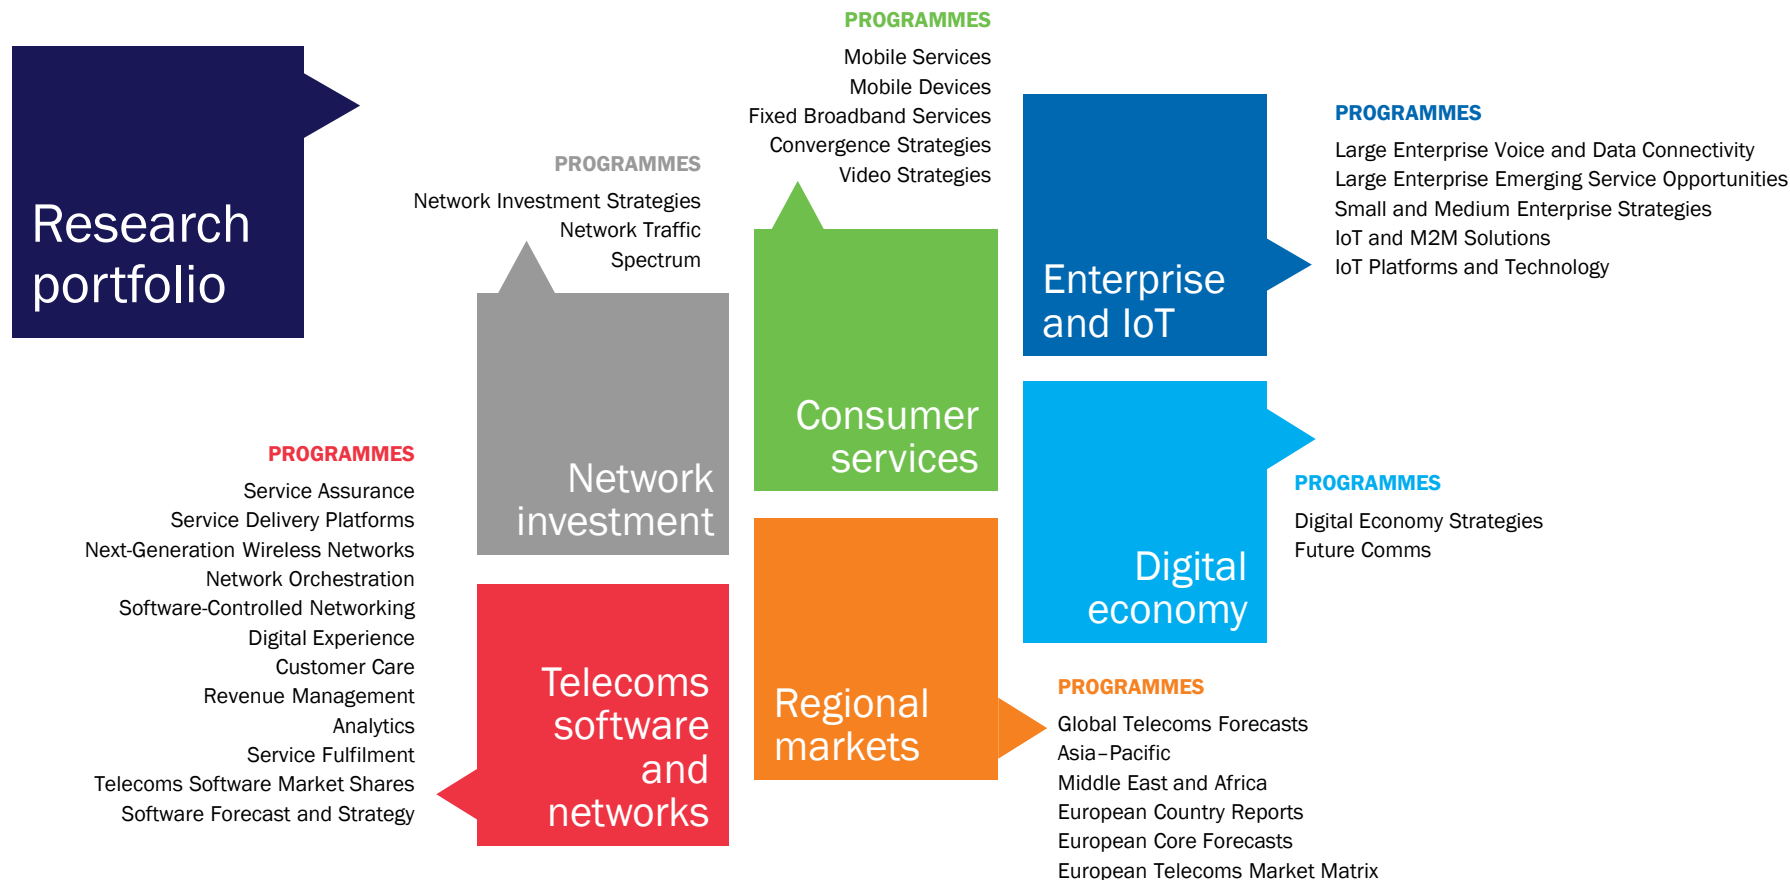 Research
portfolio
PROGRAMMES
Network Investment Strategies
Network Traffic
Spectrum
Network
investment
PROGRAMMES
Mobile Services
Mobile Devices
Fixed Broadband Services
Convergence Strategies
Video Strategies
Consumer
services
Enterprise
and IoT
PROGRAMMES
Large Enterprise Voice and Data Connectivity
Large Enterprise Emerging Service Opportunities
Small and Medium Enterprise Strategies
IoT and M2M Solutions
IoT Platforms and Technology
PROGRAMMES
Service Assurance
Service Delivery Platforms
Next-Generation Wireless Networks
Network Orchestration
Software-Controlled Networking
Digital Experience
Customer Care
Revenue Management
Analytics
Service Fulfilment
Telecoms Software Market Shares
Software Forecast and Strategy
Telecoms
software
and
networks
Regional
markets
PROGRAMMES
Global Telecoms Forecasts
Asia–Pacific
Middle East and Africa
European Country Reports
European Core Forecasts
European Telecoms Market Matrix
Digital
economy
PROGRAMMES
Digital Economy Strategies
Future Comms